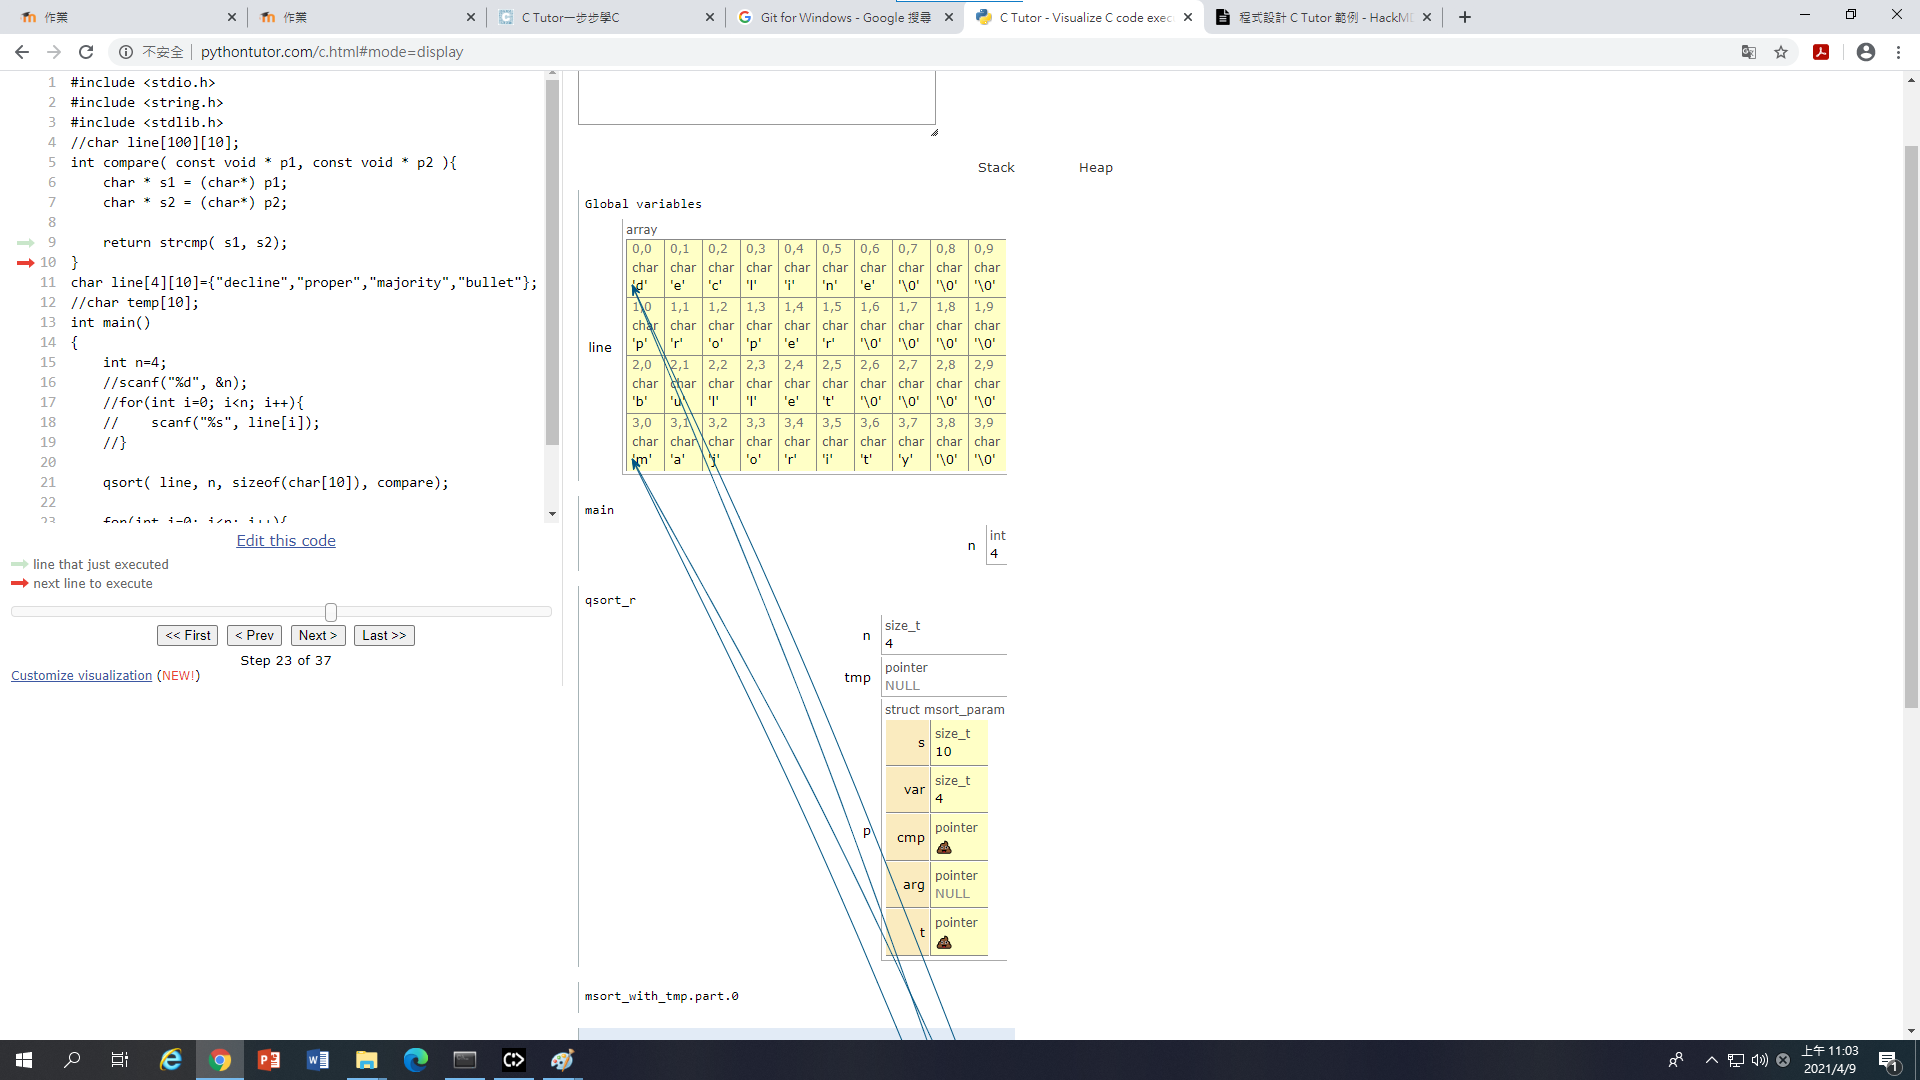 作業
作業
C Tutor一步步學C
Git for Windows - Google 搜尋
C Tutor - Visualize C code exec
程式設計 C Tutor 範例 - HackM
不安全 | pythontutor.com/c.html#mode=display
1 #include <stdio.h>
2 #include <string.h>
3 #include <stdlib.h>
4 //char line[100][10];
5 int compare( const void * p1, const void * p2 ){
6 char * s1 = (char*) p1;
7 char * s2 = (char*) p2;
8
9 return strcmp( s1, s2);
10 }
11 char line[4][10]={"decline","proper","majority","bullet"};
12 //char temp[10];
13 int main()
14 {
15 int n=4;
16 //scanf("%d", &n);
17 //for(int i=0; i<n; i++){
18 // scanf("%s", line[i]);
19 //}
20
21 qsort( line, n, sizeof(char[10]), compare);
22
23 for(int i=0; i<n; i++){
Edit this code
line that just executed
next line to execute
<< First < Prev Next > Last >>
Step 23 of 37
Customize visualization (NEW!)
Stack Heap
Global variables
array
0,0 0,1 0,2 0,3 0,4 0,5 0,6 0,7 0,8 0,9
char char char char char char char char char char
'd' 'e' 'c' 'l' 'i' 'n' 'e' '\0' '\0' '\0'
1,0 1,1 1,2 1,3 1,4 1,5 1,6 1,7 1,8 1,9
char char char char char char char char char char
line
'p' 'r' 'o' 'p' 'e' 'r' '\0' '\0' '\0' '\0'
2,0 2,1 2,2 2,3 2,4 2,5 2,6 2,7 2,8 2,9
char char char char char char char char char char
'b' 'u' 'l' 'l' 'e' 't' '\0' '\0' '\0' '\0'
3,0 3,1 3,2 3,3 3,4 3,5 3,6 3,7 3,8 3,9
char char char char char char char char char char
'm' 'a' 'j' 'o' 'r' 'i' 't' 'y' '\0' '\0'
main
int
n 4
qsort_r
size_t
n 4
pointer
tmp NULL
struct msort_param
size_t
s 10
size_t
var 4
p
pointer
cmp
pointer
arg NULL
pointer
t
msort_with_tmp.part.0
上午 11:03
2021/4/9
1